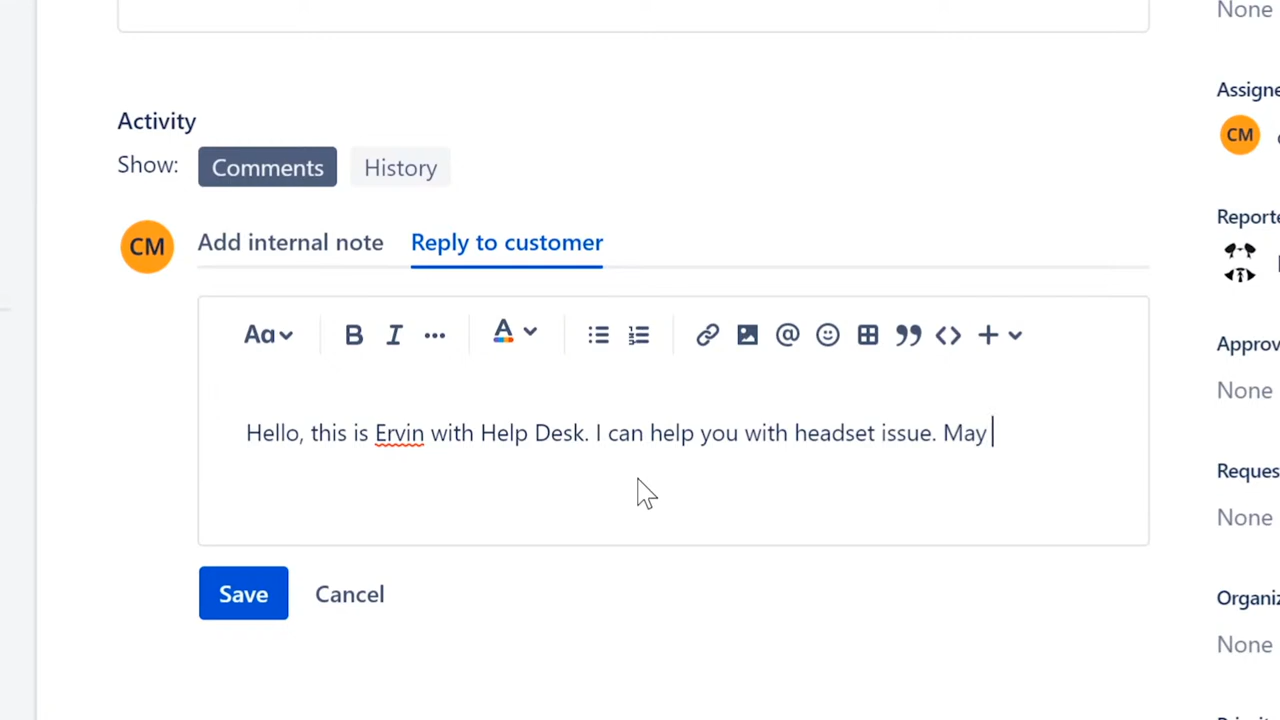 None
Assigne
CM
Activity
Show: Comments History
Reporte
CM Add internal note Reply to customer
Aa B I ... A @
Approv
None
Hello, this is Ervin with Help Desk. I can help you with headset issue. May
Reques
None
Save Cancel
Organiz
None